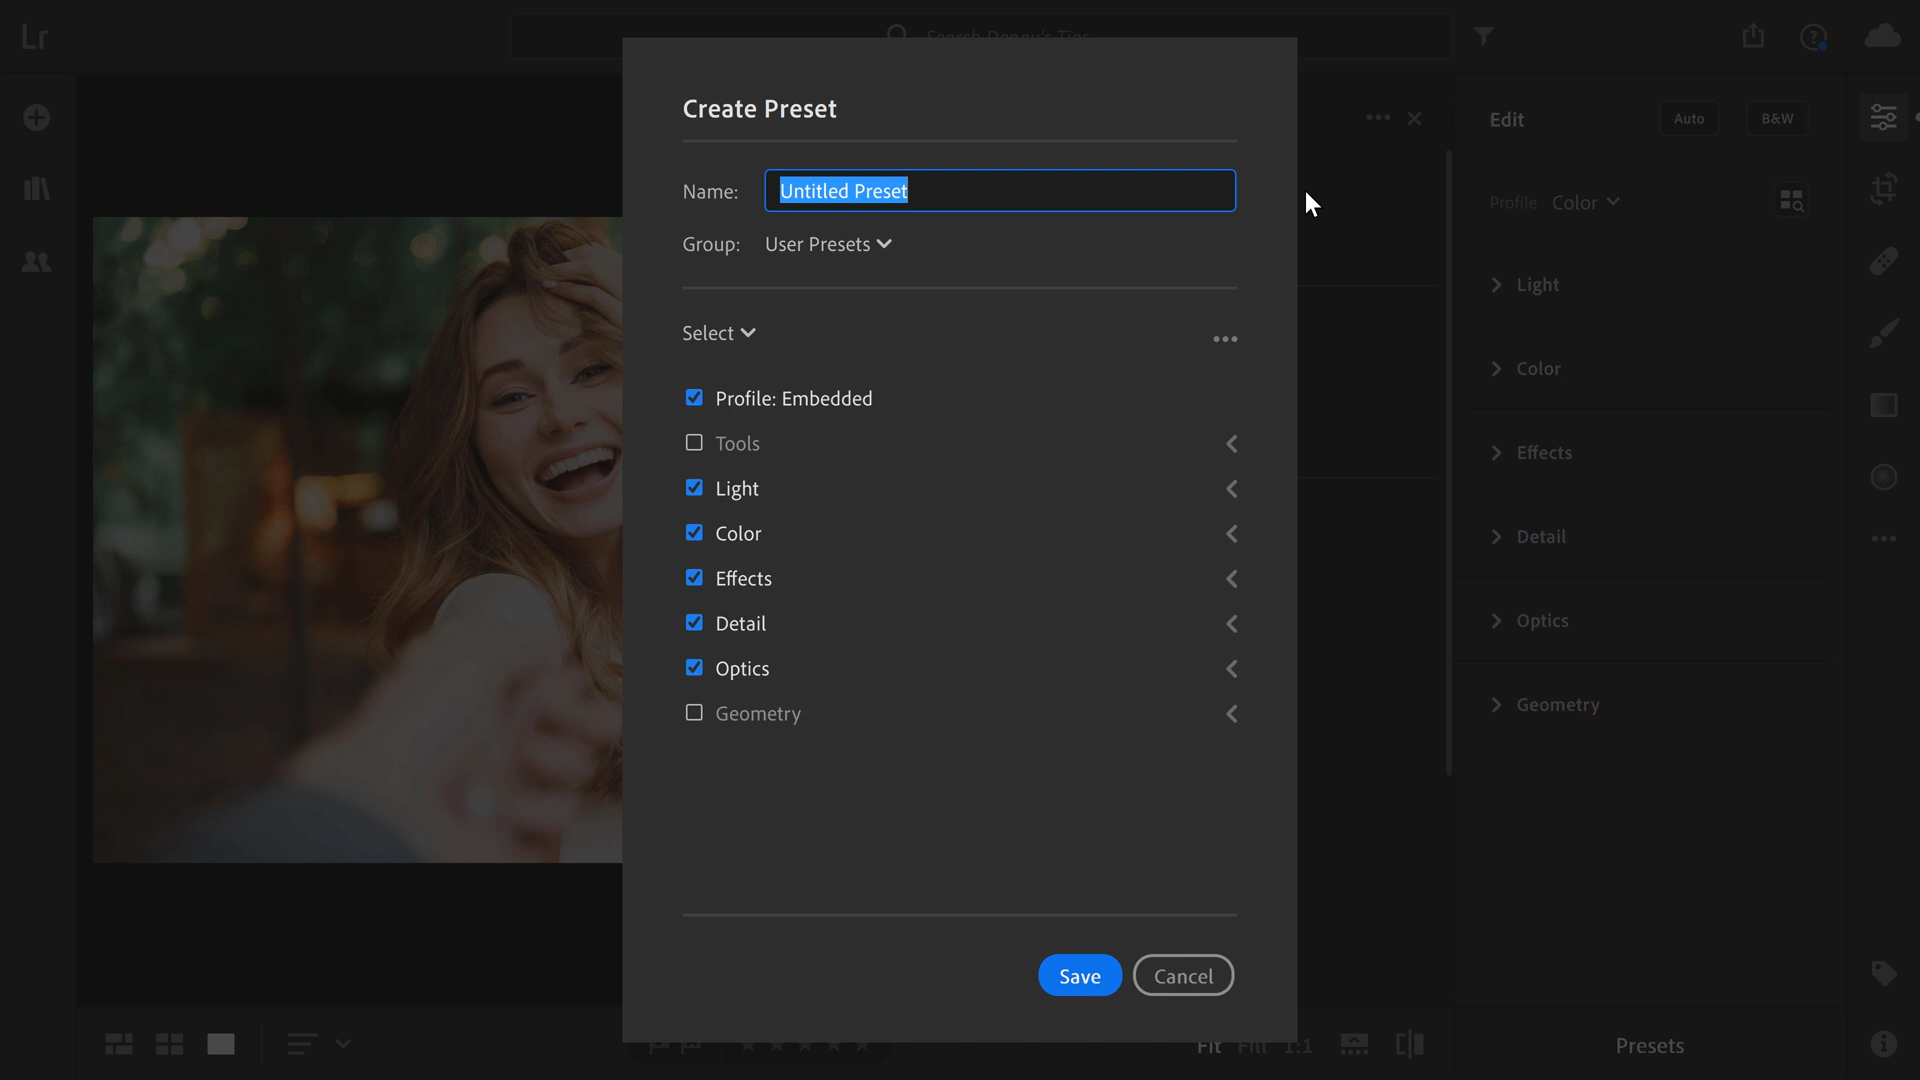 Lr
Search Denny's Tips
Create Preset
Name: Untitled Preset
Group: User Presets
Select
Profile: Embedded
Tools
Light
Color
Effects
Detail
Optics
Geometry
Save Cancel
Edit Auto B&W
Profile Color
Light
Color
Effects
Detail
Optics
Geometry
Fit Fill 1:1
Presets